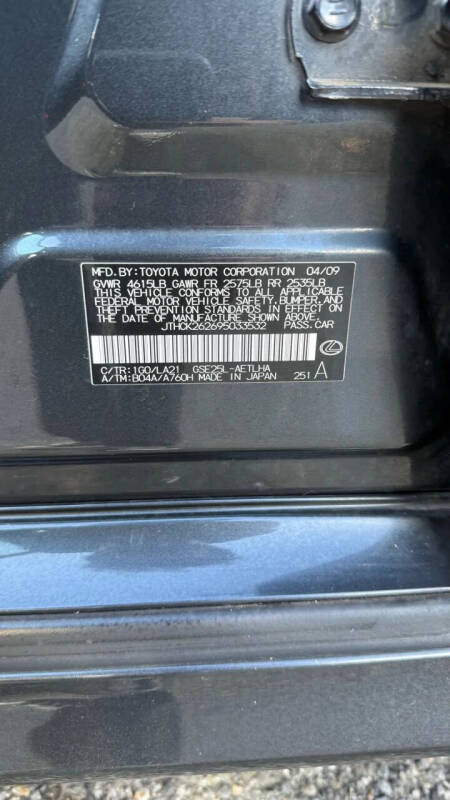 MFD.BY:TOYOTA MOTOR CORPORATION 04/09
GVWR 4615LB GAWR FR 2575LB RR 2535LB
THIS VEHICLE CONFORMS TO ALL APPLICABLE
FEDERAL MOTOR VEHICLE SAFETY,BUMPER,AND
THEFT PREVENTION STANDARDS IN EFFECT ON
THE DATE OF MANUFACTURE SHOWN ABOVE.
JTHCK262695033532 PASS.CAR
C/TR:1G0/LA21 GSE25L-AETLHA
A/TM:B04A/A760H MADE IN JAPAN 251 A